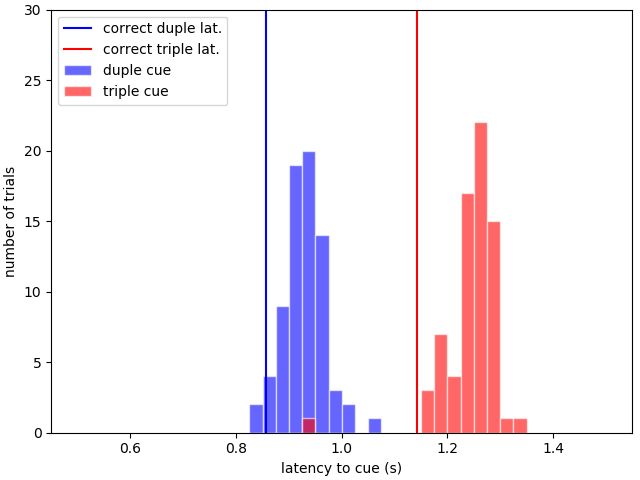 30
25
20
15
10
5
0
number of trials
correct duple lat.
correct triple lat.
duple cue
triple cue
0.6 0.8 1.0 1.2 1.4
latency to cue (s)